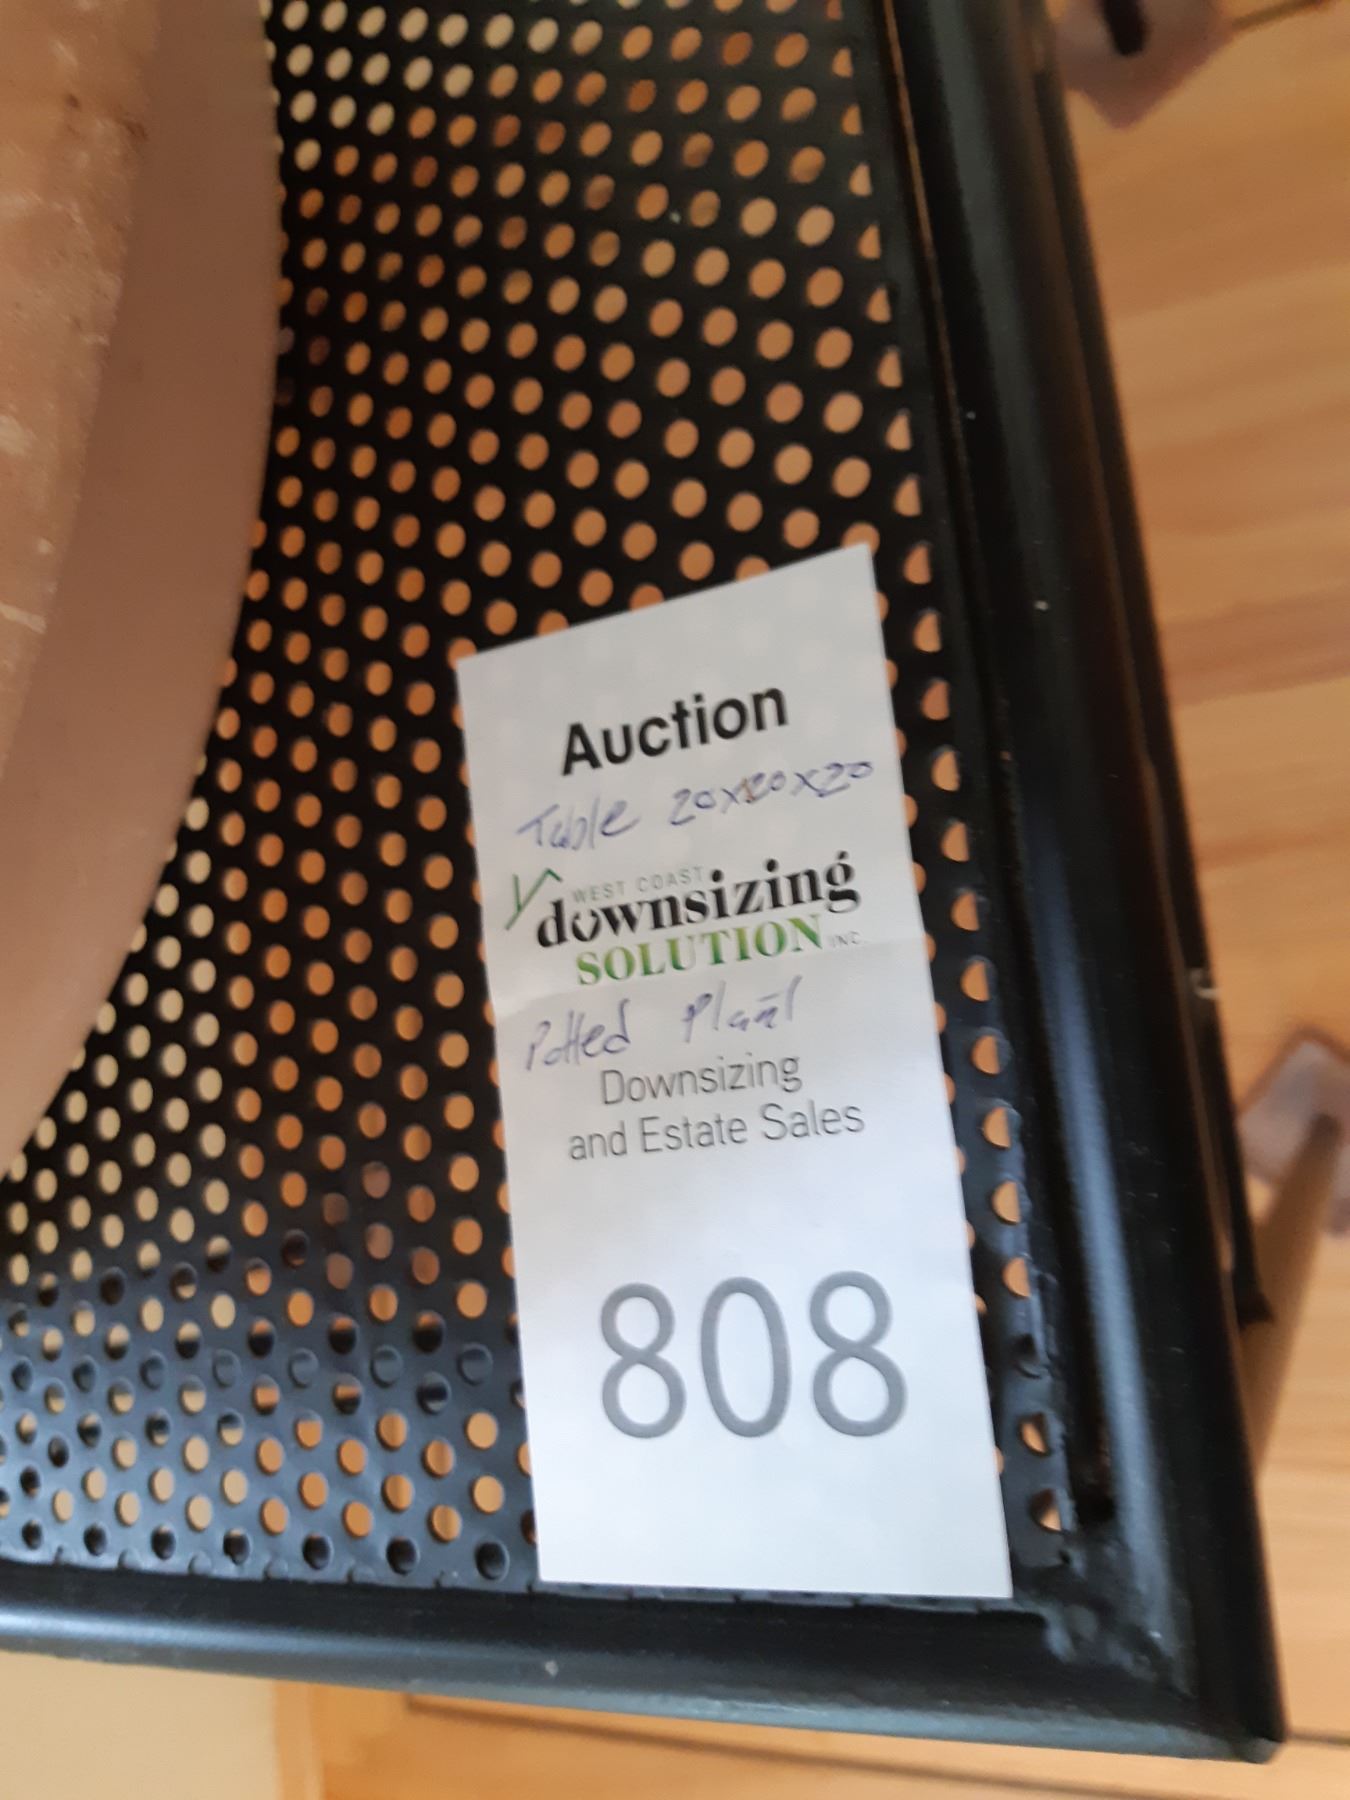 Auction
Table 20x20x20
WEST COAST
downsizing
SOLUTION INC.
Potted Plant
Downsizing
and Estate Sales
808